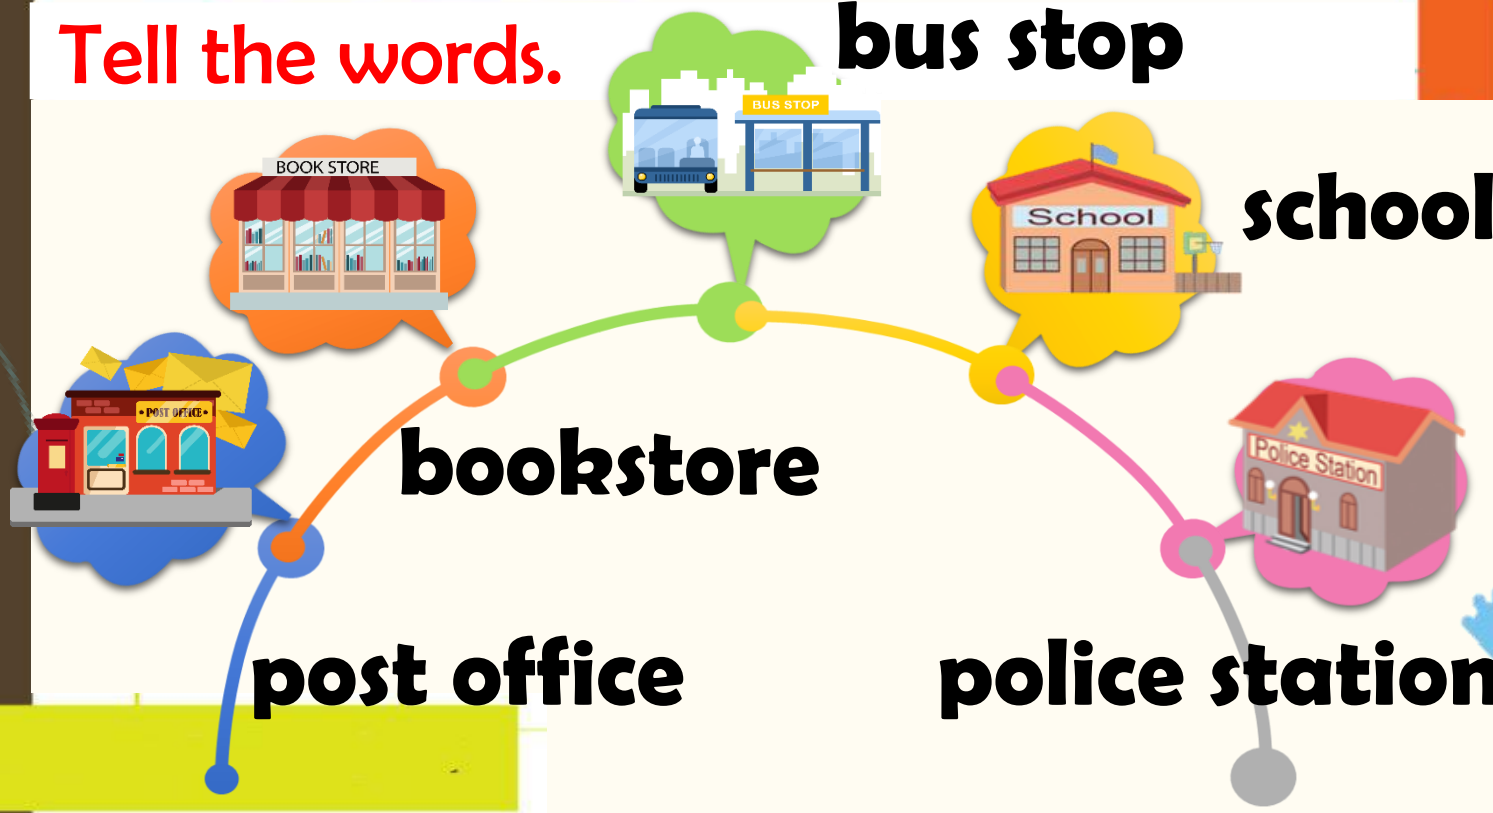 Tell the words.
bus stop
BUS STOP
BOOK STORE
School
school
POST OFFICE
bookstore
Police Station
post office
police station